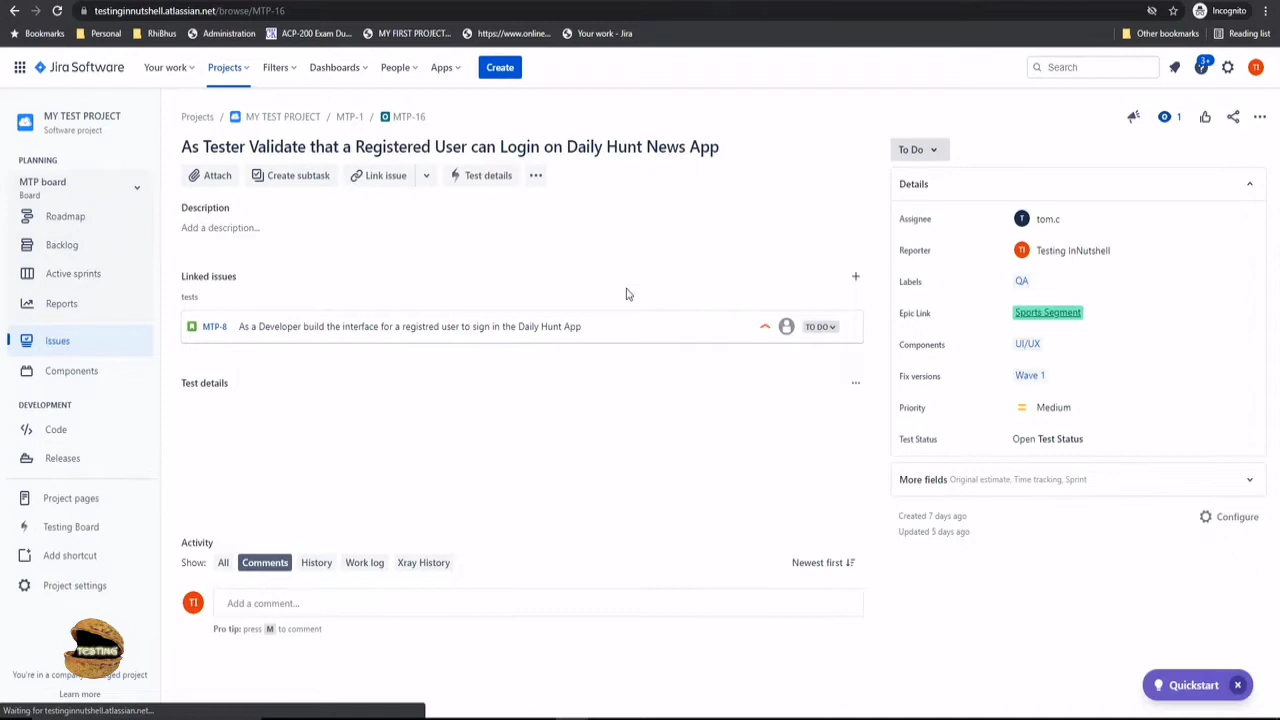 testinginnutshell.atlassian.net/browse/MTP-16
Incognito
Bookmarks Personal RhiBhus Administration ACP-200 Exam Du... MY FIRST PROJECT... https://www.online... Your work - Jira Other bookmarks Reading list
Jira Software Your work Projects Filters Dashboards People Apps Create Search 3+ TI
MY TEST PROJECT
Software project
PLANNING
MTP board
Board
Roadmap
Backlog
Active sprints
Reports
Issues
Components
DEVELOPMENT
Code
Releases
Project pages
Testing Board
Add shortcut
Project settings
TESTING
You're in a company-managed project
Learn more
Waiting for testinginnutshell.atlassian.net...
Projects / MY TEST PROJECT / MTP-1 / MTP-16
1
As Tester Validate that a Registered User can Login on Daily Hunt News App
Attach Create subtask Link issue Test details
Description
Add a description...
Linked issues
tests
MTP-8 As a Developer build the interface for a registred user to sign in the Daily Hunt App TO DO
Test details
Activity
Show: All Comments History Work log Xray History Newest first
TI Add a comment...
Pro tip: press M to comment
To Do
Details
Assignee T tom.c
Reporter TI Testing InNutshell
Labels QA
Epic Link Sports Segment
Components UI/UX
Fix versions Wave 1
Priority Medium
Test Status Open Test Status
More fields Original estimate, Time tracking, Sprint
Created 7 days ago
Updated 5 days ago
Configure
Quickstart